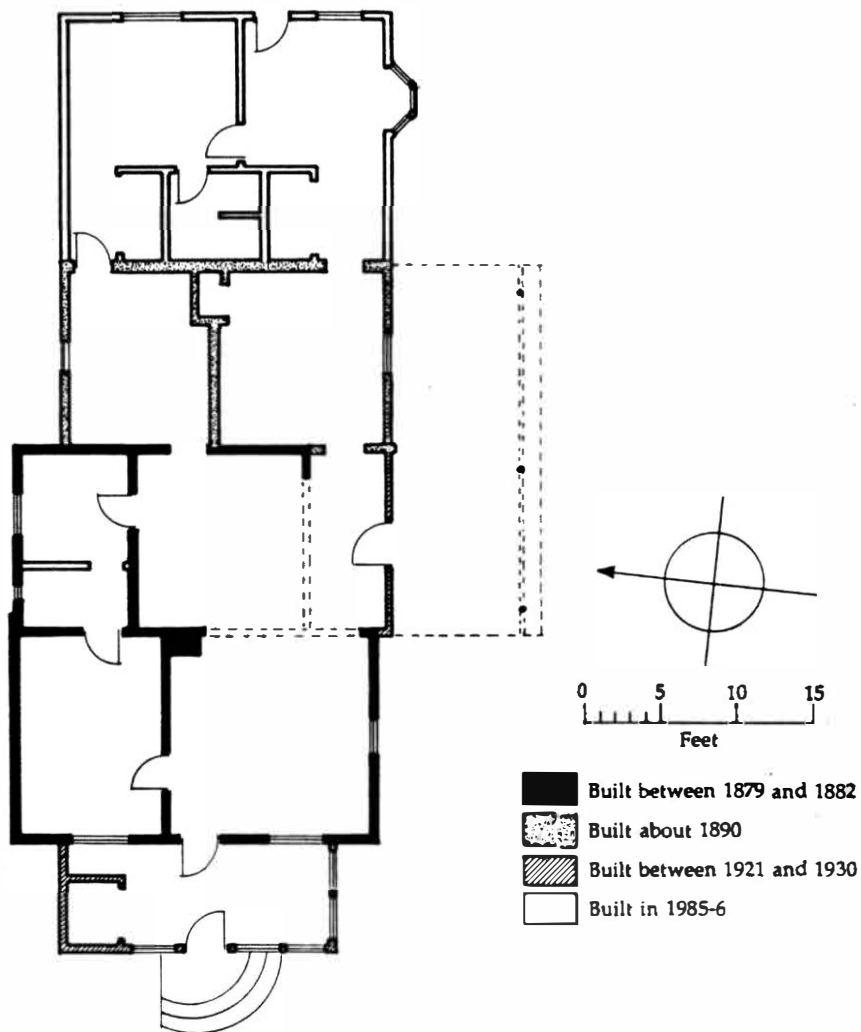 0 5 10 15
Feet
Built between 1879 and 1882
Built about 1890
Built between 1921 and 1930
Built in 1985-6